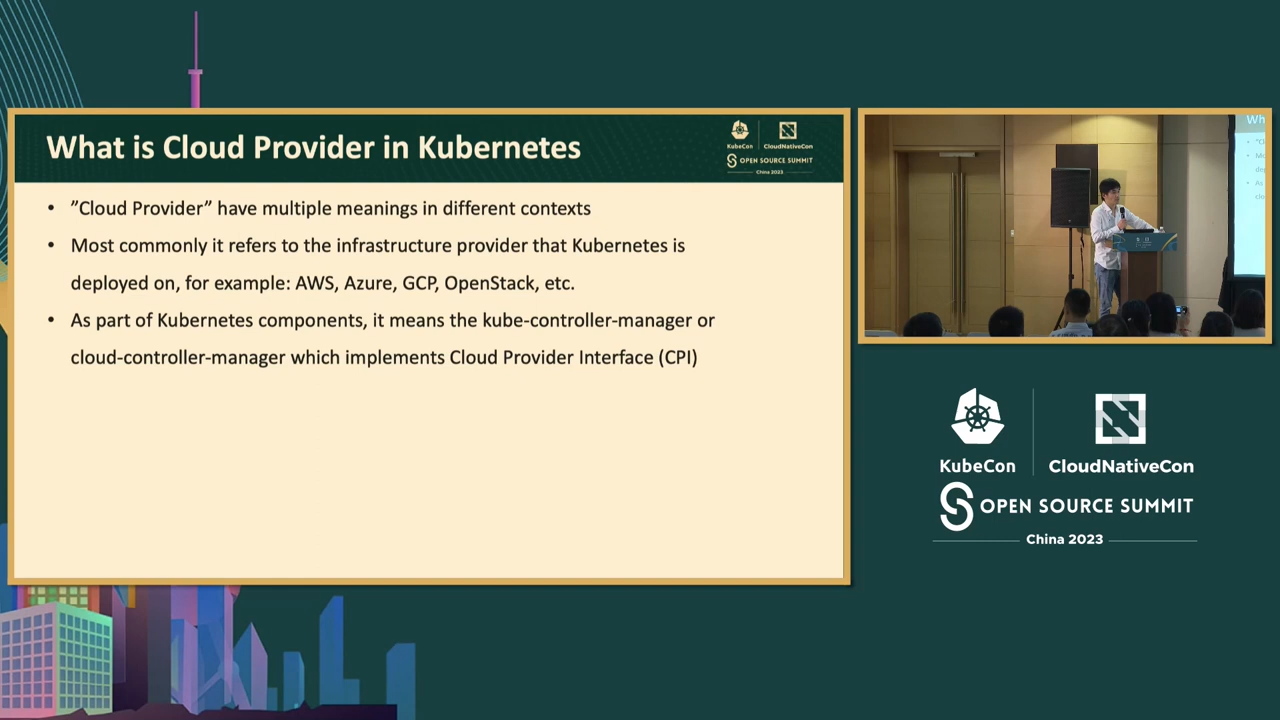 What is Cloud Provider in Kubernetes
KubeCon
CloudNativeCon
OPEN SOURCE SUMMIT
China 2023
• ”Cloud Provider” have multiple meanings in different contexts
• Most commonly it refers to the infrastructure provider that Kubernetes is
deployed on, for example: AWS, Azure, GCP, OpenStack, etc.
• As part of Kubernetes components, it means the kube-controller-manager or
cloud-controller-manager which implements Cloud Provider Interface (CPI)
Wh
KubeCon
CloudNativeCon
OPEN SOURCE SUMMIT
China 2023